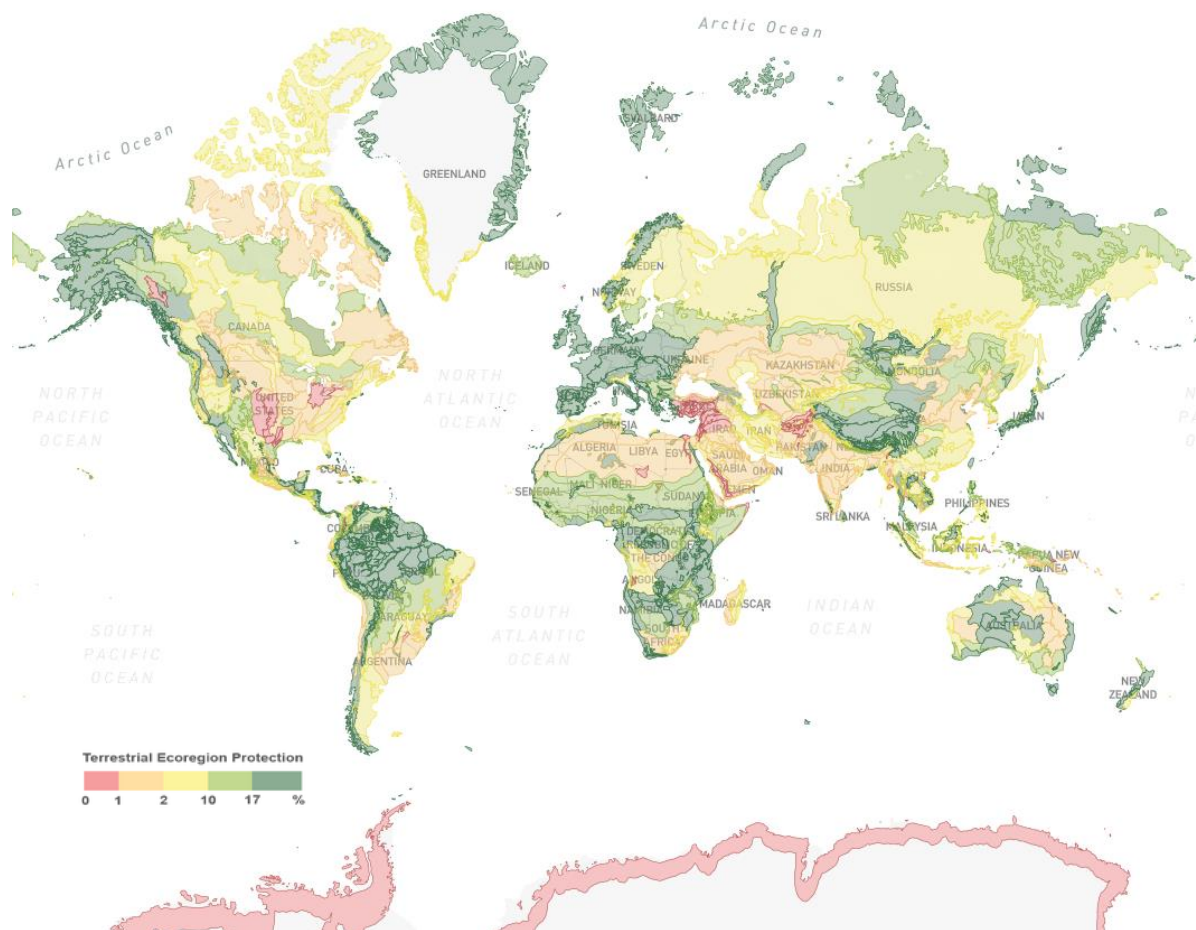 Arctic Ocean
Arctic Ocean
SVALBARD
GREENLAND
ICELAND
SWEDEN
NORWAY
RUSSIA
CANADA
GERMANY
UKRAINE
KAZAKHSTAN
MONGOLIA
NORTH
PACIFIC
OCEAN
NORTH
ATLANTIC
OCEAN
UNITED
STATES
UZBEKISTAN
JAPAN
TUNISIA
IRAQ
IRAN
PAKISTAN
ALGERIA
LIBYA
EGYPT
SAUDI
ARABIA
OMAN
INDIA
CUBA
YEMEN
MALI
NIGER
SUDAN
SENEGAL
NIGERIA
SRI LANKA
PHILIPPINES
MALAYSIA
INDONESIA
PAPUA NEW
GUINEA
DEMOCRATIC
THE CONGO
ANGOLA
NAMIBIA
MADAGASCAR
SOUTH
AFRICA
PARAGUAY
ARGENTINA
SOUTH
PACIFIC
OCEAN
SOUTH
ATLANTIC
OCEAN
INDIAN
OCEAN
AUSTRALIA
NEW
ZEALAND
Terrestrial Ecoregion Protection
0 1 2 10 17 %